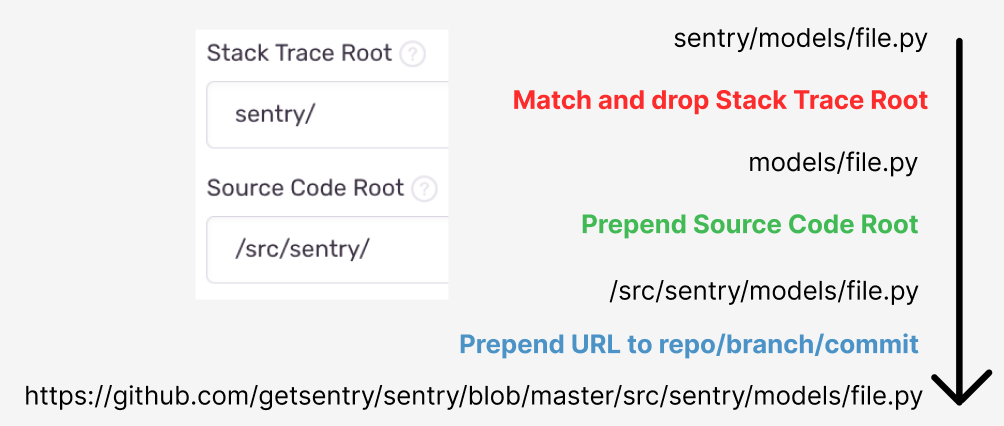 Stack Trace Root ?
sentry/
Source Code Root ?
/src/sentry/
sentry/models/file.py
Match and drop Stack Trace Root
models/file.py
Prepend Source Code Root
/src/sentry/models/file.py
Prepend URL to repo/branch/commit
https://github.com/getsentry/sentry/blob/master/src/sentry/models/file.py